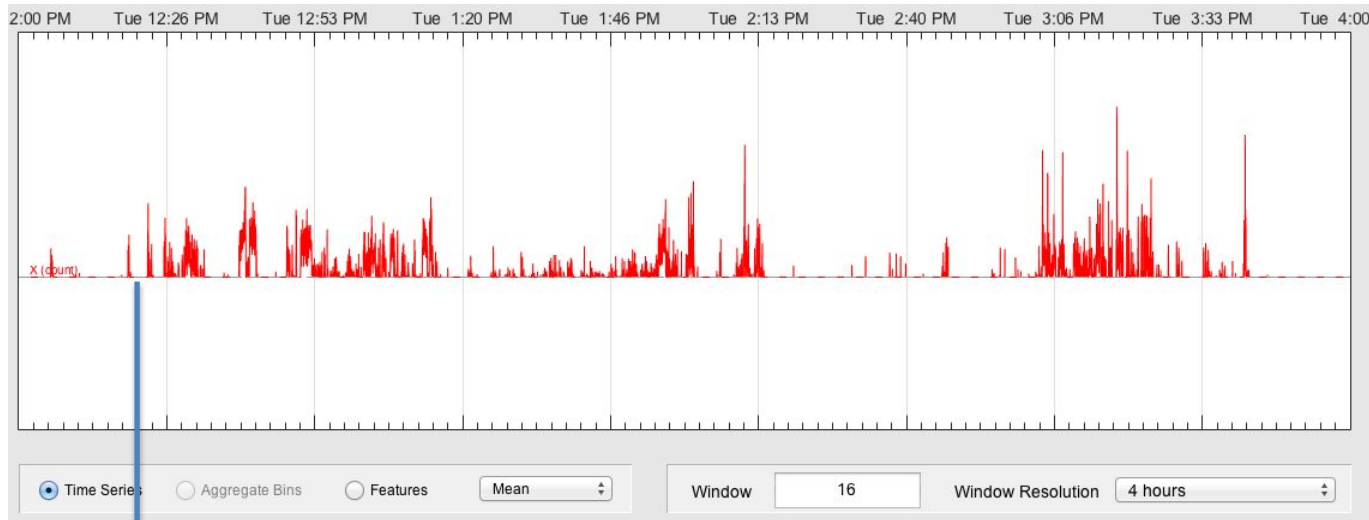 2:00 PM Tue 12:26 PM Tue 12:53 PM Tue 1:20 PM Tue 1:46 PM Tue 2:13 PM Tue 2:40 PM Tue 3:06 PM Tue 3:33 PM Tue 4:00
X (count)
Time Series Aggregate Bins Features Mean Window 16 Window Resolution 4 hours